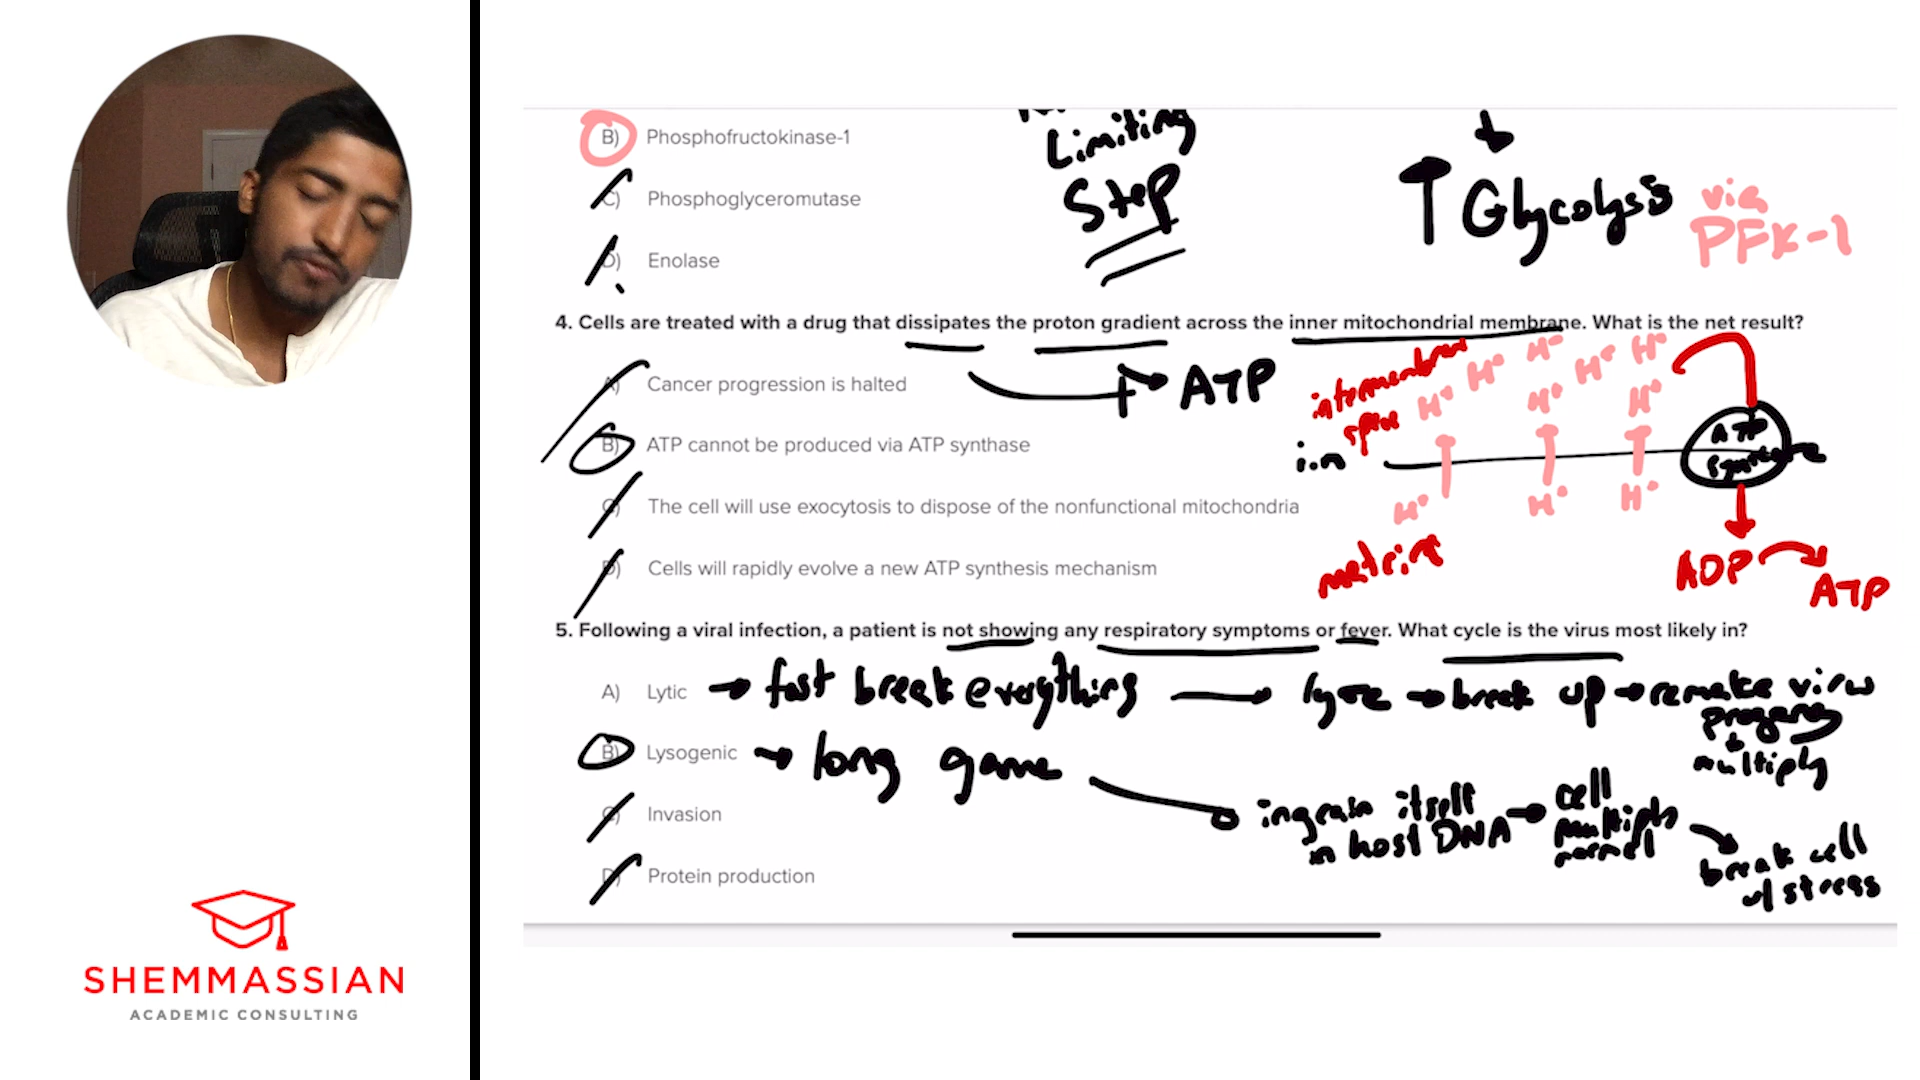 B) Phosphofructokinase-1
Limiting
Step
↑ Glycolysis
via
PFK-1
C) Phosphoglyceromutase
D) Enolase
4. Cells are treated with a drug that dissipates the proton gradient across the inner mitochondrial membrane. What is the net result?
A) Cancer progression is halted
ATP
intermembrane
space
H+ H+ H+ H+
H+ H+ H+
B) ATP cannot be produced via ATP synthase
i.m
ATP
C) The cell will use exocytosis to dispose of the nonfunctional mitochondria
H+ H+ H+
matrix
ADP
ATP
D) Cells will rapidly evolve a new ATP synthesis mechanism
5. Following a viral infection, a patient is not showing any respiratory symptoms or fever. What cycle is the virus most likely in?
A) Lytic → fast break everything → lyse → break up → remake virus
progeny
+
multiply
B) Lysogenic → long game
ingrain itself
in host DNA →
cell
multiply
normal
break cell
w/ stress
C) Invasion
D) Protein production
SHEMMASSIAN
ACADEMIC CONSULTING